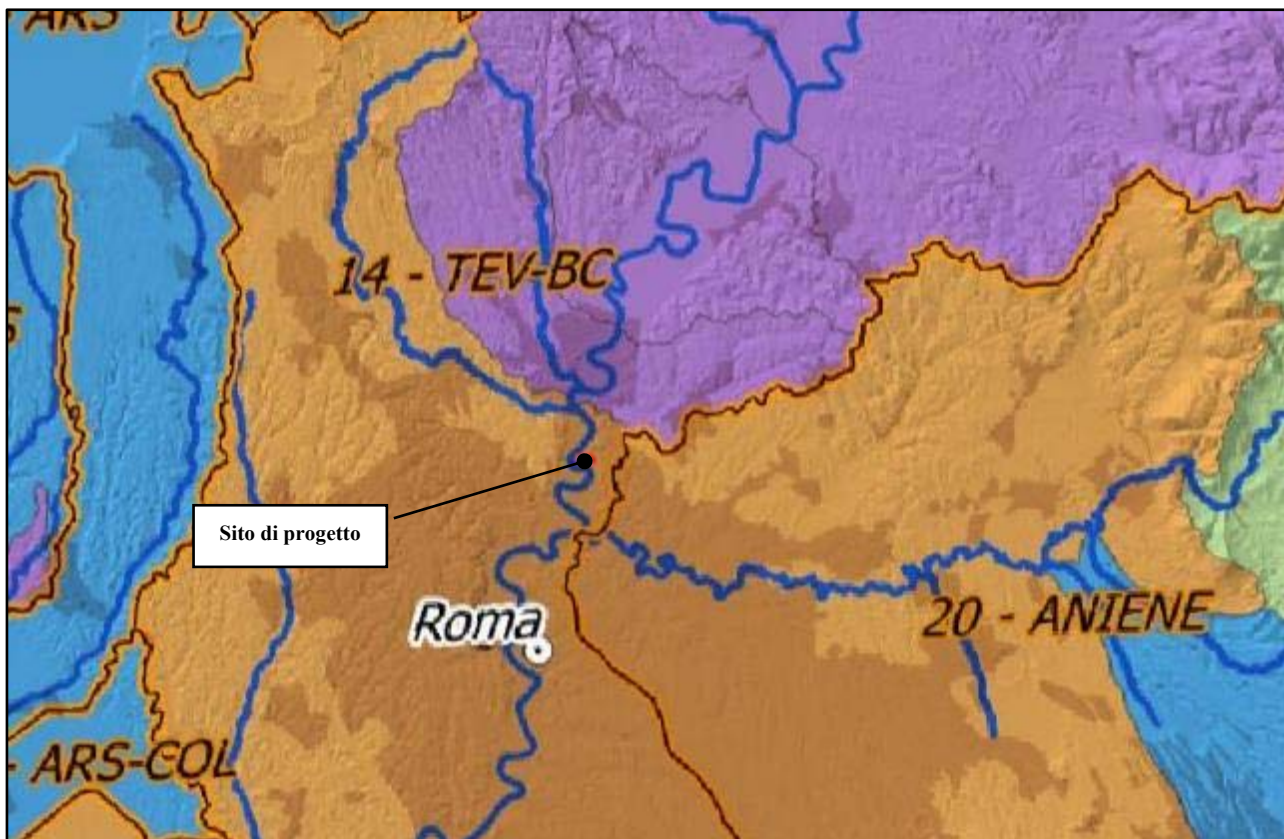 ARS
14 - TEV-BC
S
Sito di progetto
Roma
20 - ANIENE
- ARS-COL